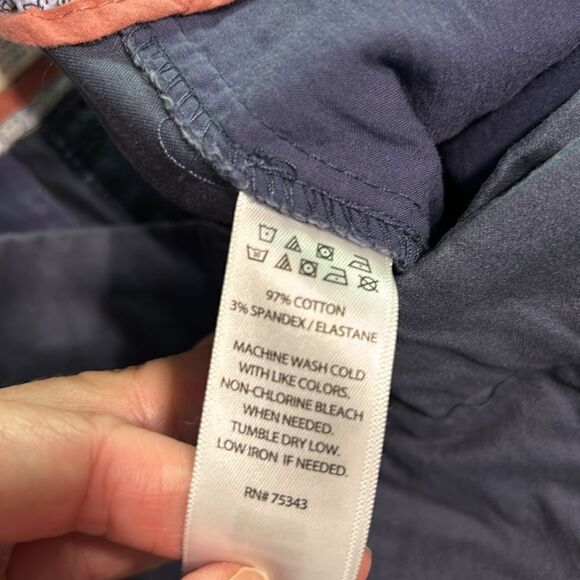 97% COTTON
3% SPANDEX / ELASTANE
MACHINE WASH COLD
WITH LIKE COLORS.
NON-CHLORINE BLEACH
WHEN NEEDED.
TUMBLE DRY LOW.
LOW IRON IF NEEDED.
RN# 75343